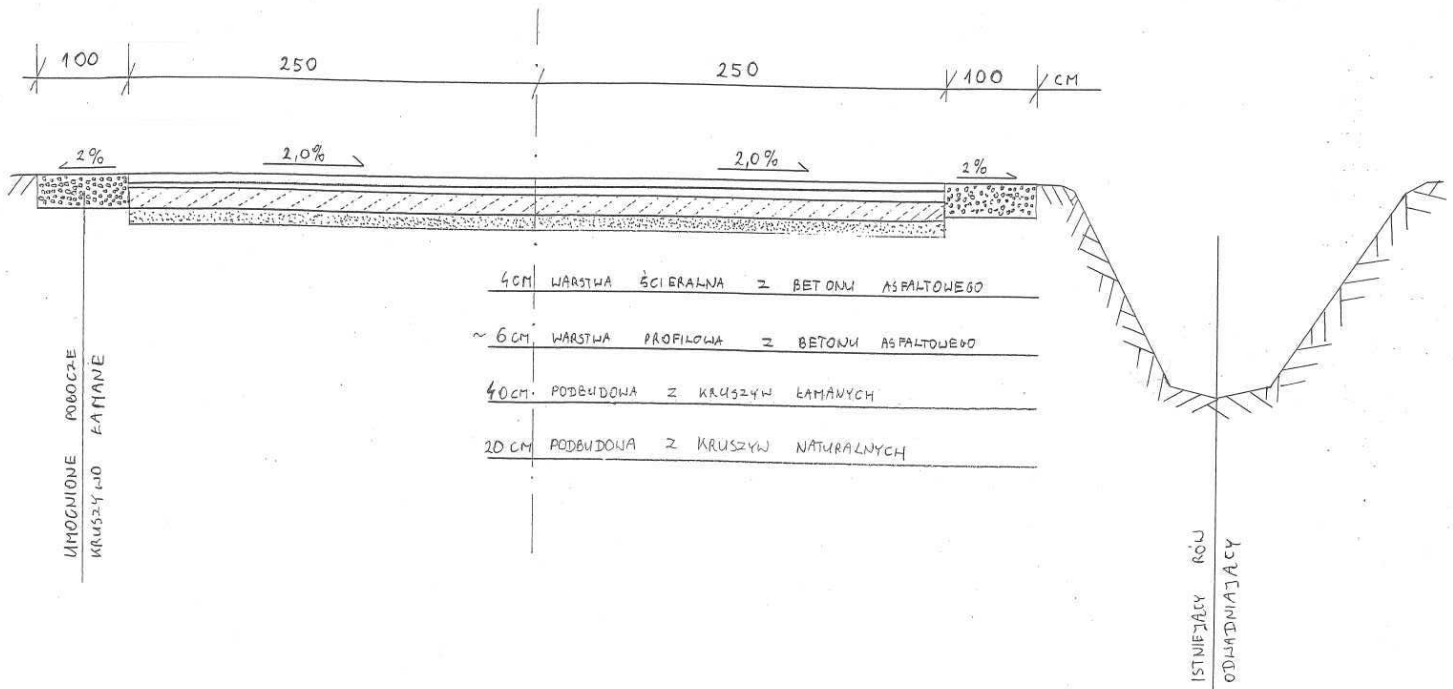 100 250 250 100 CM
2% 2,0% 2,0% 2%
4CM WARSTWA ŚCIERALNA Z BETONU ASFALTOWEGO
~ 6CM WARSTWA PROFILOWA Z BETONU ASFALTOWEGO
40CM PODBUDOWA Z KRUSZYW ŁAMANYCH
20 CM PODBUDOWA Z KRUSZYW NATURALNYCH
UMOCNIONE POBOCZE
KRUSZYWO ŁAMANE
ISTNIEJĄCY RÓW
ODWADNIAJĄCY